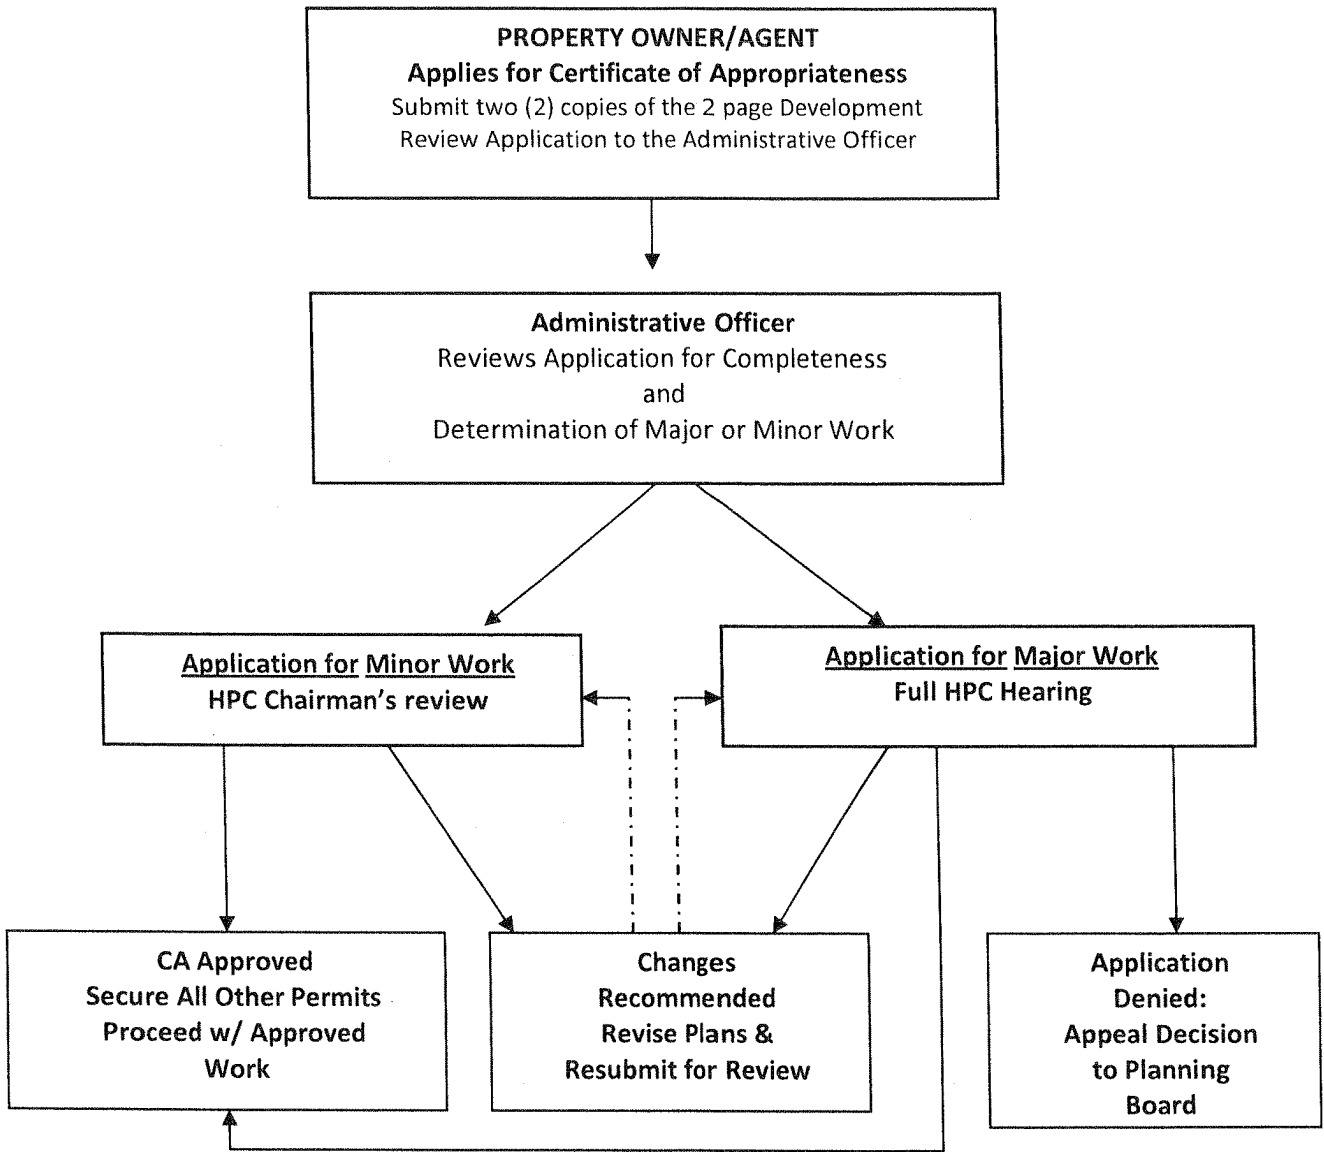 PROPERTY OWNER/AGENT
Applies for Certificate of Appropriateness
Submit two (2) copies of the 2 page Development
Review Application to the Administrative Officer
Administrative Officer
Reviews Application for Completeness
and
Determination of Major or Minor Work
Application for Minor Work
HPC Chairman's review
Application for Major Work
Full HPC Hearing
CA Approved
Secure All Other Permits
Proceed w/ Approved
Work
Changes
Recommended
Revise Plans &
Resubmit for Review
Application
Denied:
Appeal Decision
to Planning
Board